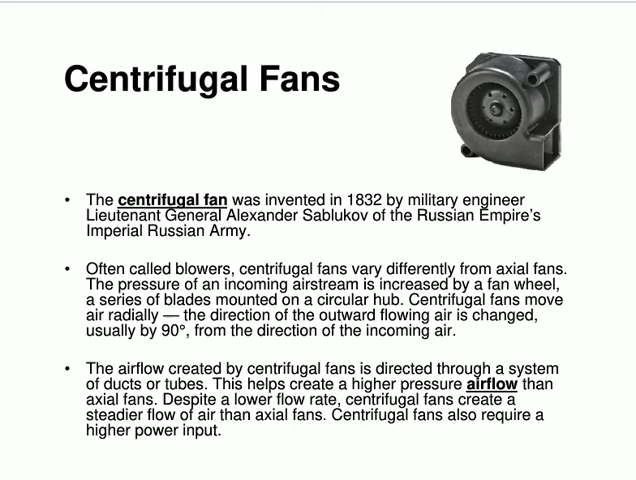 Centrifugal Fans
• The centrifugal fan was invented in 1832 by military engineer
Lieutenant General Alexander Sablukov of the Russian Empire's
Imperial Russian Army.
• Often called blowers, centrifugal fans vary differently from axial fans.
The pressure of an incoming airstream is increased by a fan wheel,
a series of blades mounted on a circular hub. Centrifugal fans move
air radially — the direction of the outward flowing air is changed,
usually by 90°, from the direction of the incoming air.
• The airflow created by centrifugal fans is directed through a system
of ducts or tubes. This helps create a higher pressure airflow than
axial fans. Despite a lower flow rate, centrifugal fans create a
steadier flow of air than axial fans. Centrifugal fans also require a
higher power input.